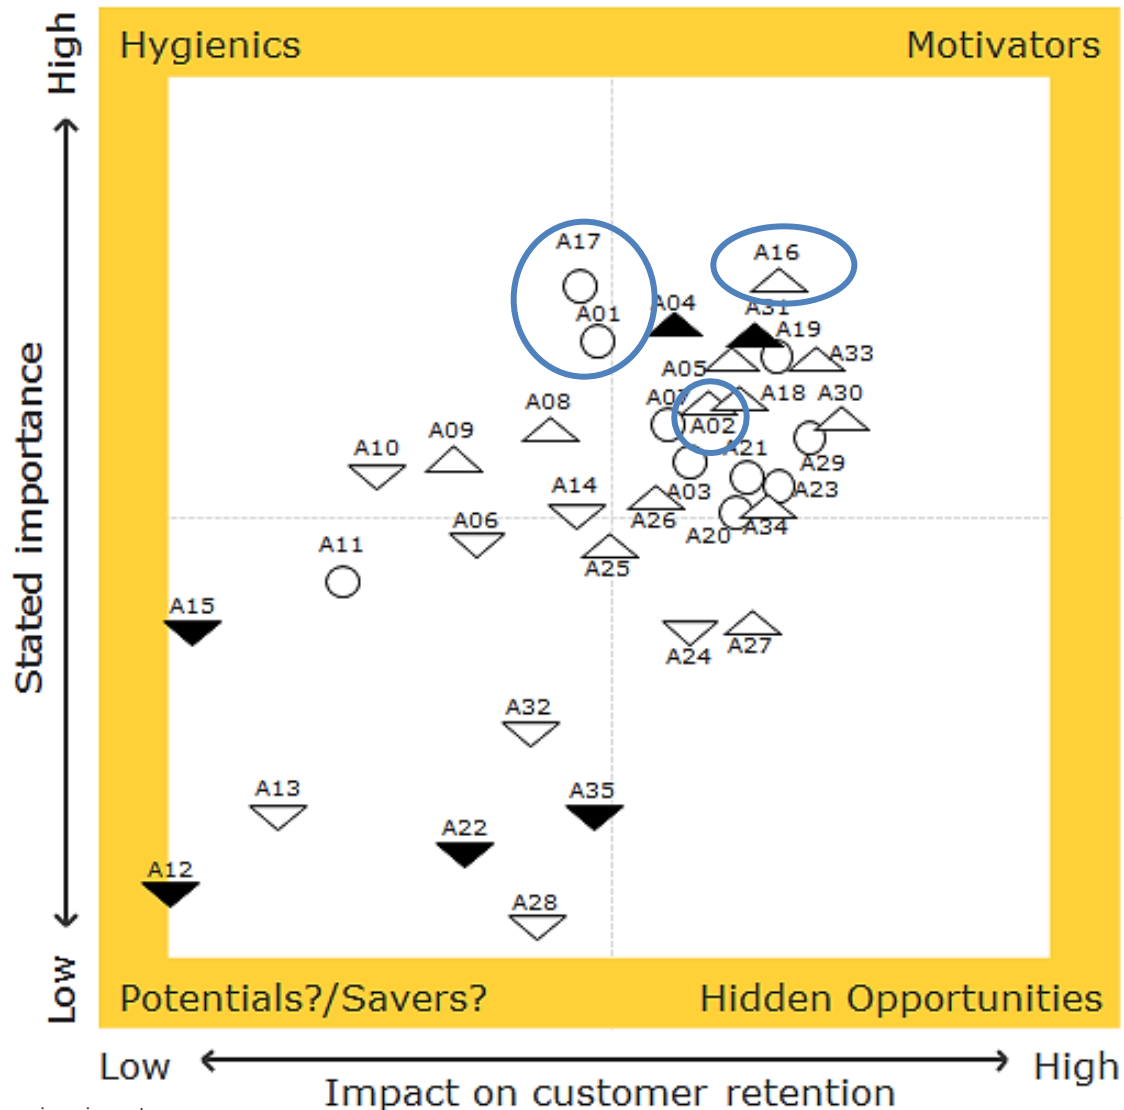 High
Hygienics
Motivators
A17
A16
A01
A04
A31
A19
A05
A33
A08
A07
A18
A30
A02
A10
A09
A21
A29
A14
A03
A23
A06
A26
A20
A34
A11
A25
A15
A24
A27
Stated importance
A32
A13
A35
A22
A12
A28
Low
Potentials?/Savers?
Hidden Opportunities
Low
High
Impact on customer retention